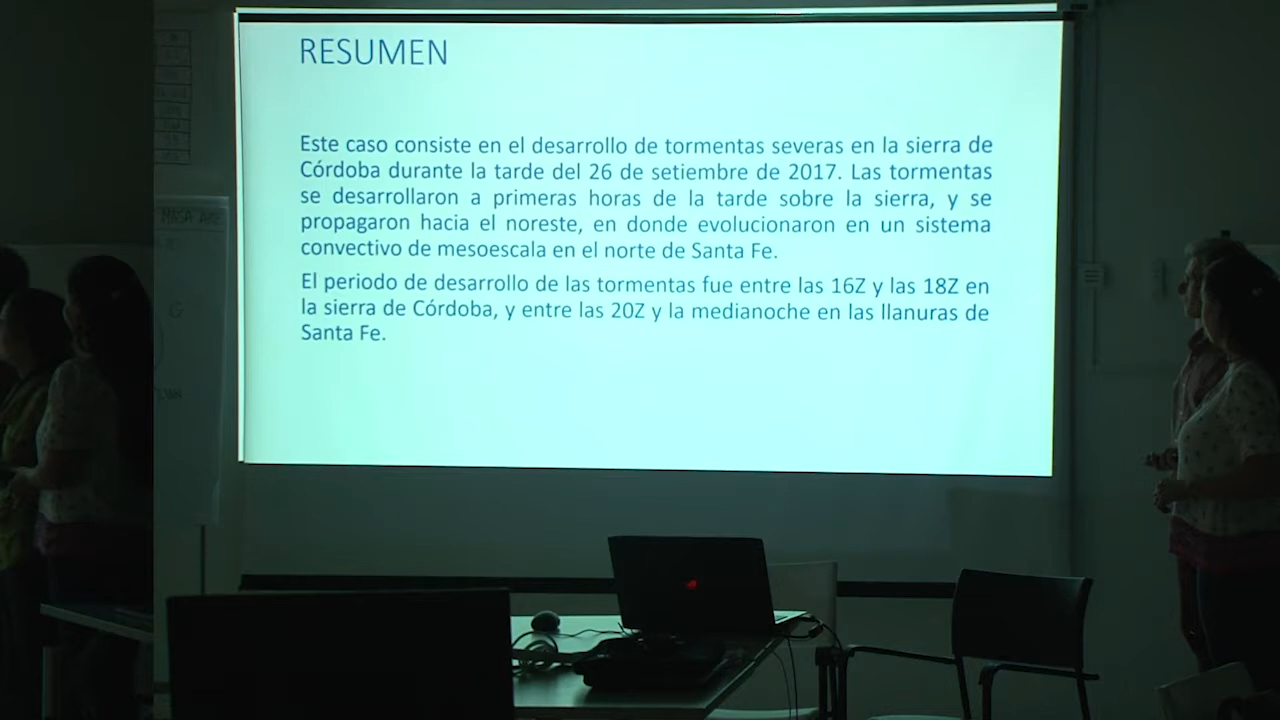 RESUMEN
Este caso consiste en el desarrollo de tormentas severas en la sierra de
Córdoba durante la tarde del 26 de setiembre de 2017. Las tormentas
se desarrollaron a primeras horas de la tarde sobre la sierra, y se
propagaron hacia el noreste, en donde evolucionaron en un sistema
convectivo de mesoescala en el norte de Santa Fe.
El periodo de desarrollo de las tormentas fue entre las 16Z y las 18Z en
la sierra de Córdoba, y entre las 20Z y la medianoche en las llanuras de
Santa Fe.
MASA
G